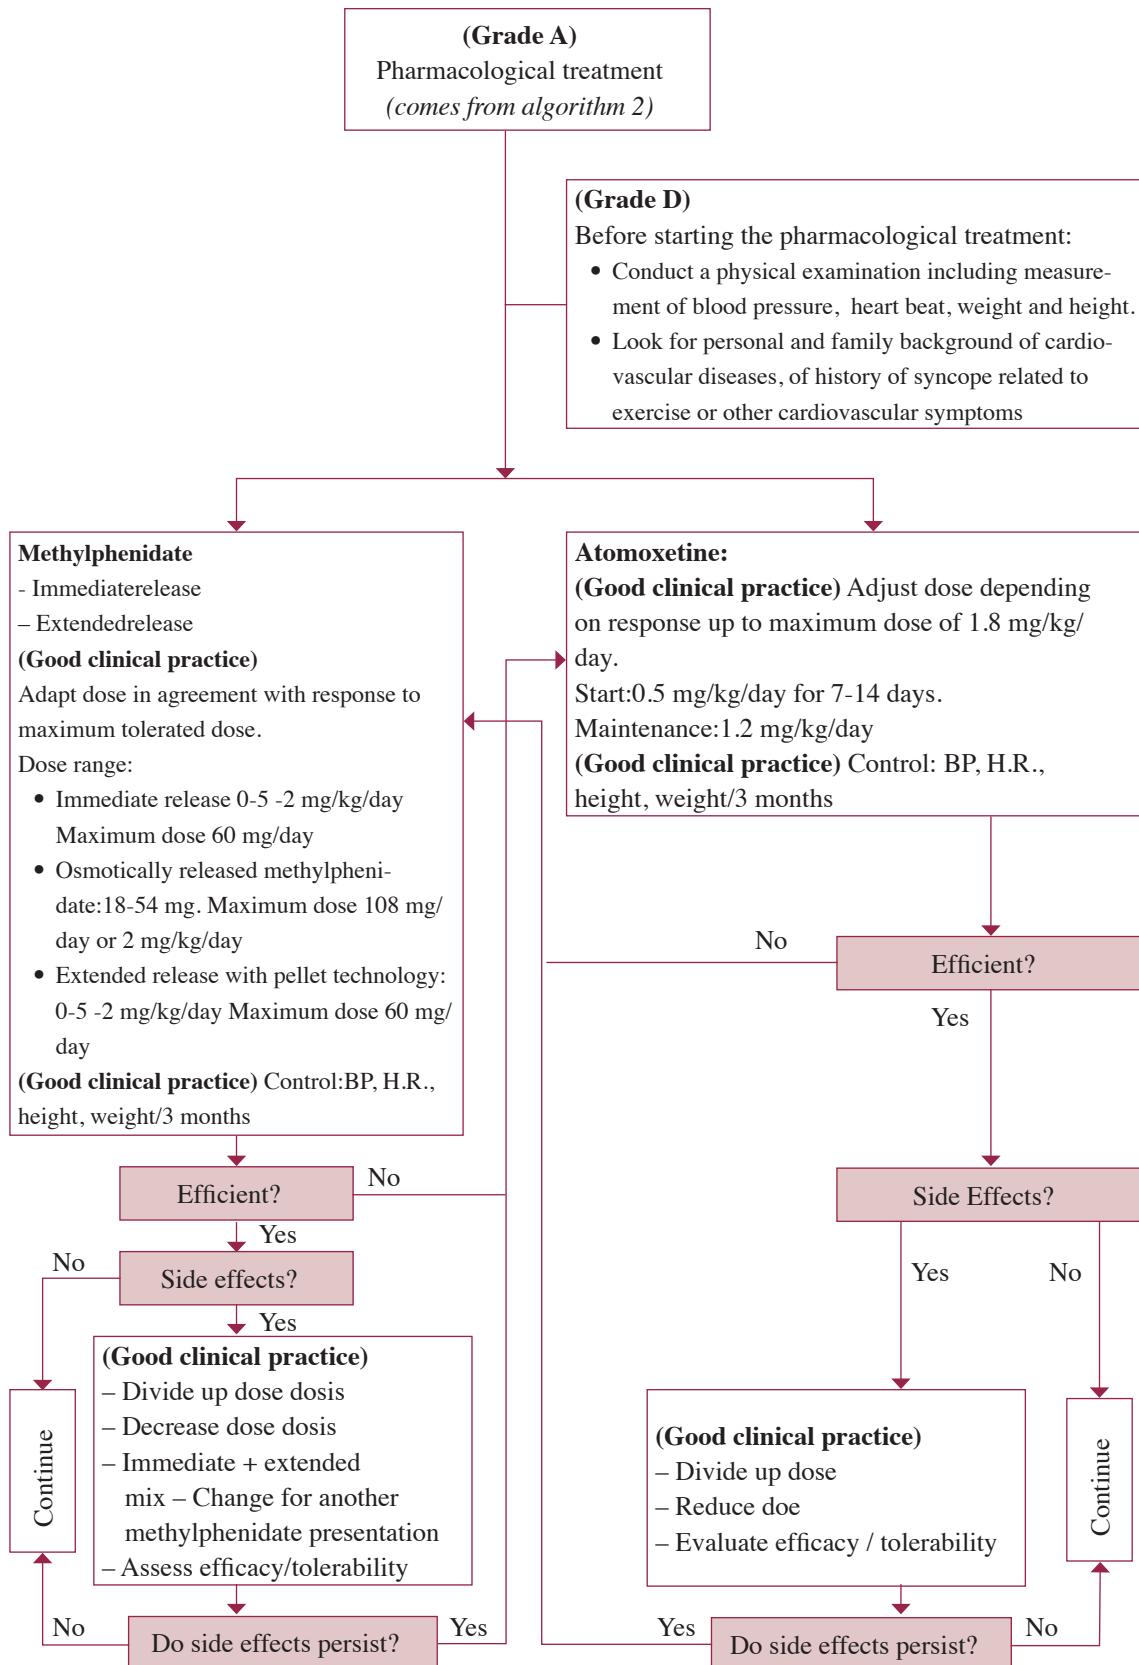 (Grade A)
Pharmacological treatment
(comes from algorithm 2)
(Grade D)
Before starting the pharmacological treatment:
• Conduct a physical examination including measure-
ment of blood pressure, heart beat, weight and height.
• Look for personal and family background of cardio-
vascular diseases, of history of syncope related to
exercise or other cardiovascular symptoms
Methylphenidate
- Immediaterelease
– Extendedrelease
(Good clinical practice)
Adapt dose in agreement with response to
maximum tolerated dose.
Dose range:
• Immediate release 0-5 -2 mg/kg/day
Maximum dose 60 mg/day
• Osmotically released methylpheni-
date:18-54 mg. Maximum dose 108 mg/
day or 2 mg/kg/day
• Extended release with pellet technology:
0-5 -2 mg/kg/day Maximum dose 60 mg/
day
(Good clinical practice) Control:BP, H.R.,
height, weight/3 months
Atomoxetine:
(Good clinical practice) Adjust dose depending
on response up to maximum dose of 1.8 mg/kg/
day.
Start:0.5 mg/kg/day for 7-14 days.
Maintenance:1.2 mg/kg/day
(Good clinical practice) Control: BP, H.R.,
height, weight/3 months
Efficient?
No
Yes
Side effects?
No
Yes
(Good clinical practice)
– Divide up dose dosis
– Decrease dose dosis
– Immediate + extended
mix – Change for another
methylphenidate presentation
– Assess efficacy/tolerability
Continue
Do side effects persist?
No
Yes
Efficient?
No
Yes
Side Effects?
Yes
No
(Good clinical practice)
– Divide up dose
– Reduce doe
– Evaluate efficacy / tolerability
Continue
Do side effects persist?
Yes
No